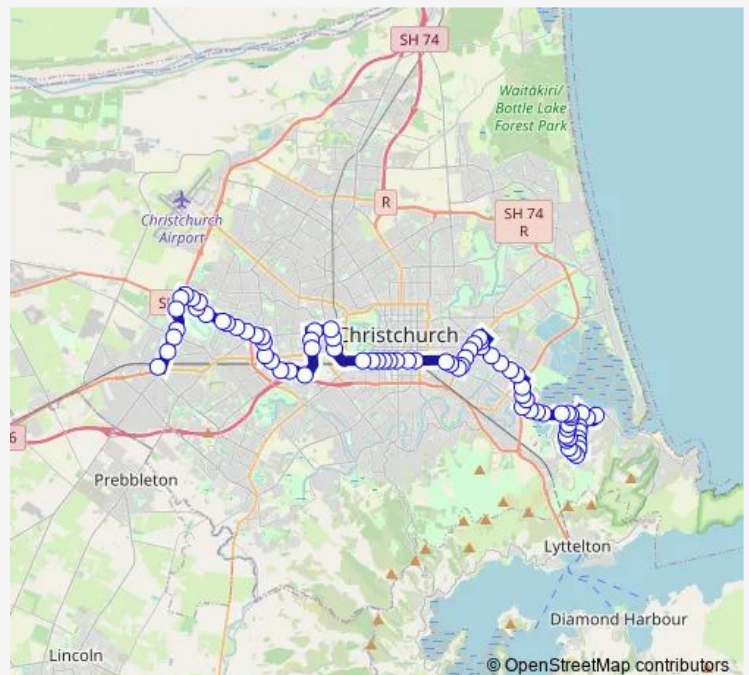 SH 74
Waitākiri/
Bottle Lake
Forest Park
R
SH 74
R
Christchurch
Airport
Christchurch
Prebbleton
Lyttelton
Diamond Harbour
Lincoln
© OpenStreetMap contributors